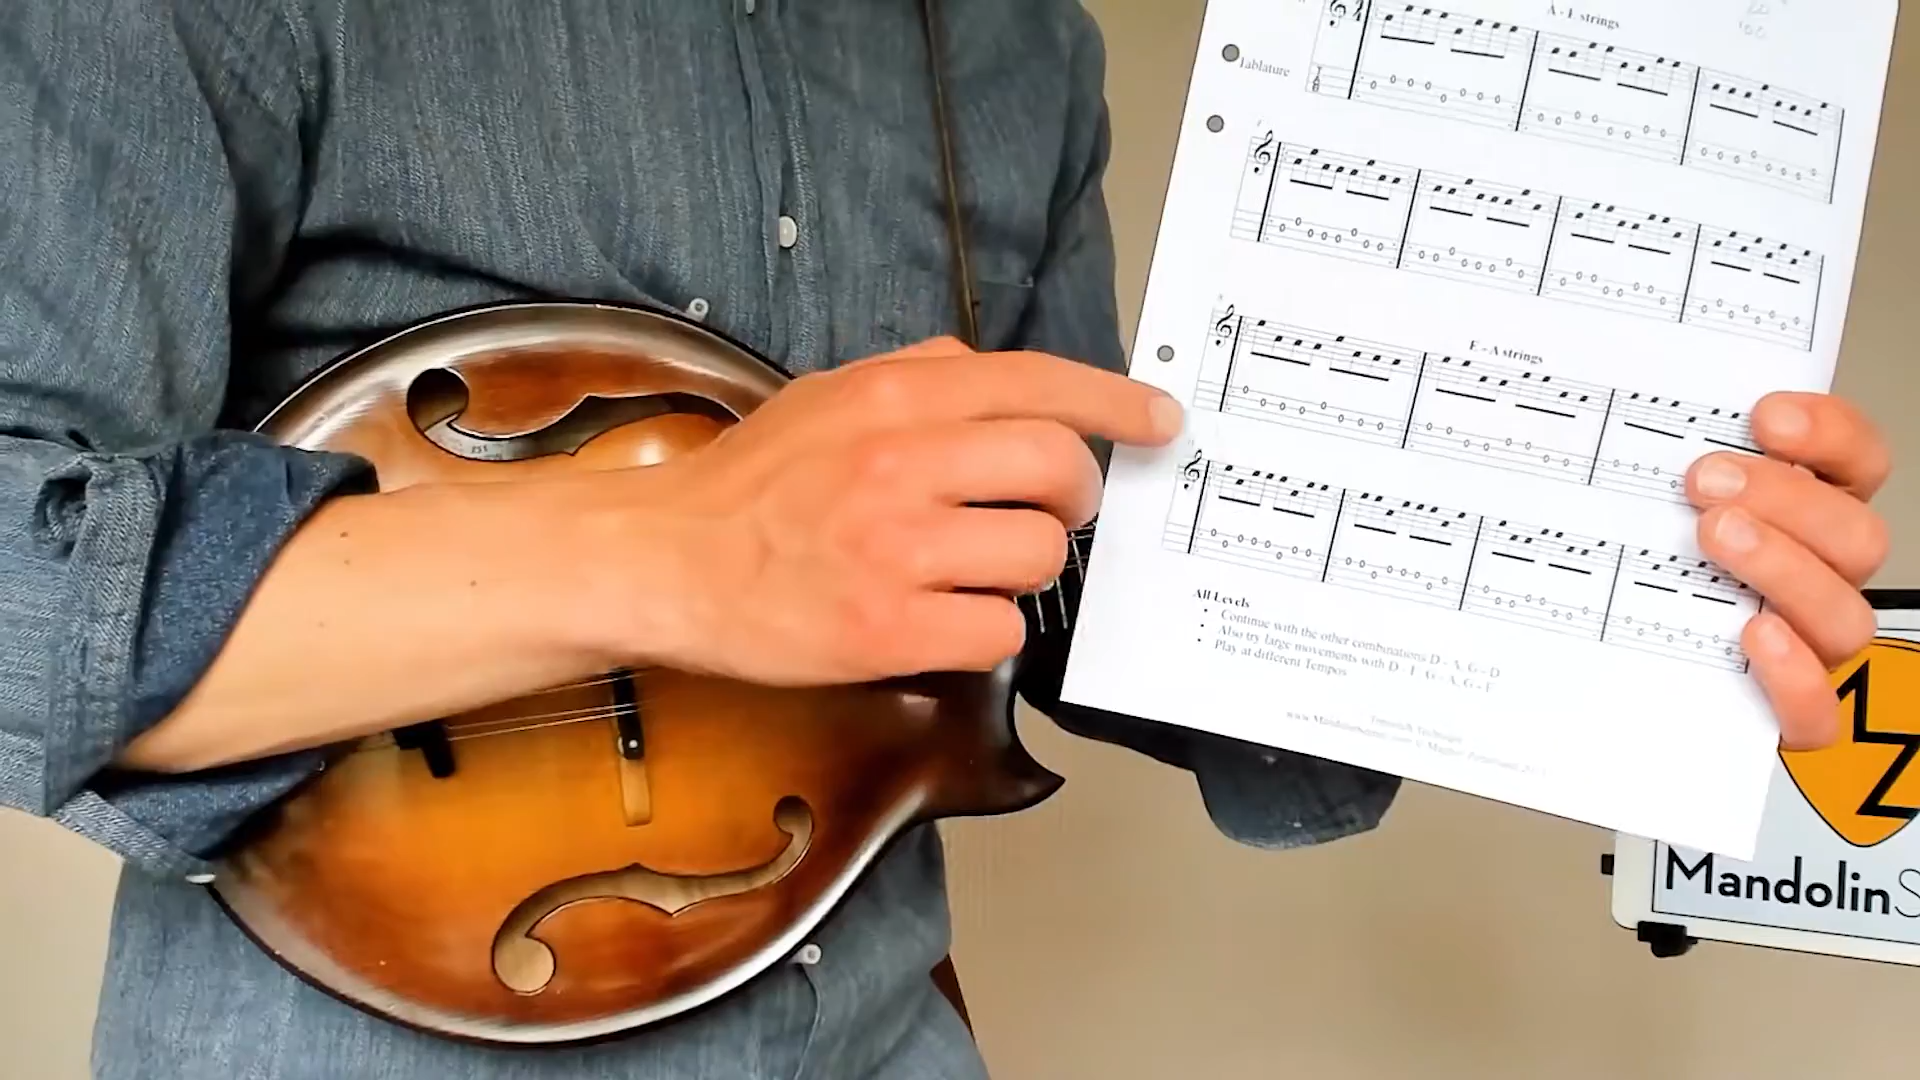 A - E strings
Tablature
E - A strings
All Levels
• Continue with the other combinations D - A, G - D
• Also try large movements with D - E, G - A, G - E
• Play at different Tempos
Mandolin